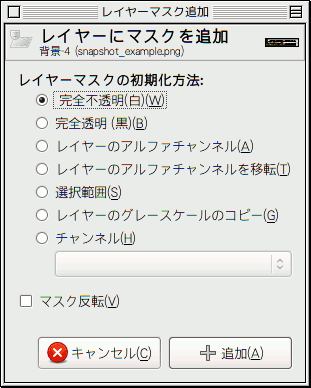 レイヤーマスク追加
レイヤーにマスクを追加
背景-4 (snapshot_example.png)
レイヤーマスクの初期化方法:
完全不透明(白)(W)
完全透明 (黒)(B)
レイヤーのアルファチャンネル(A)
レイヤーのアルファチャンネルを移転(T)
選択範囲(S)
レイヤーのグレースケールのコピー(G)
チャンネル(H)
マスク反転(V)
キャンセル(C)
追加(A)